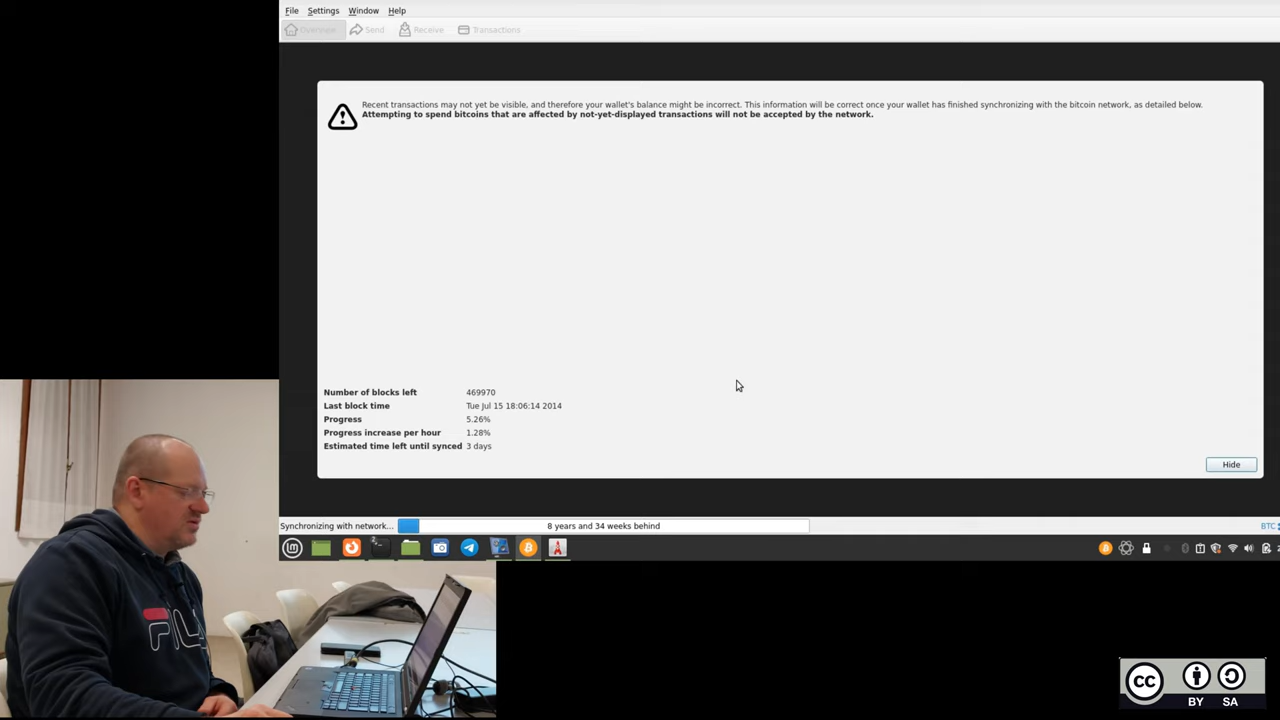 File Settings Window Help
Overview Send Receive Transactions
Recent transactions may not yet be visible, and therefore your wallet's balance might be incorrect. This information will be correct once your wallet has finished synchronizing with the bitcoin network, as detailed below.
Attempting to spend bitcoins that are affected by not-yet-displayed transactions will not be accepted by the network.
Number of blocks left 469970
Last block time Tue Jul 15 18:06:14 2014
Progress 5.26%
Progress increase per hour 1.28%
Estimated time left until synced 3 days
Hide
Synchronizing with network... 8 years and 34 weeks behind BTC
FILA
CC BY SA